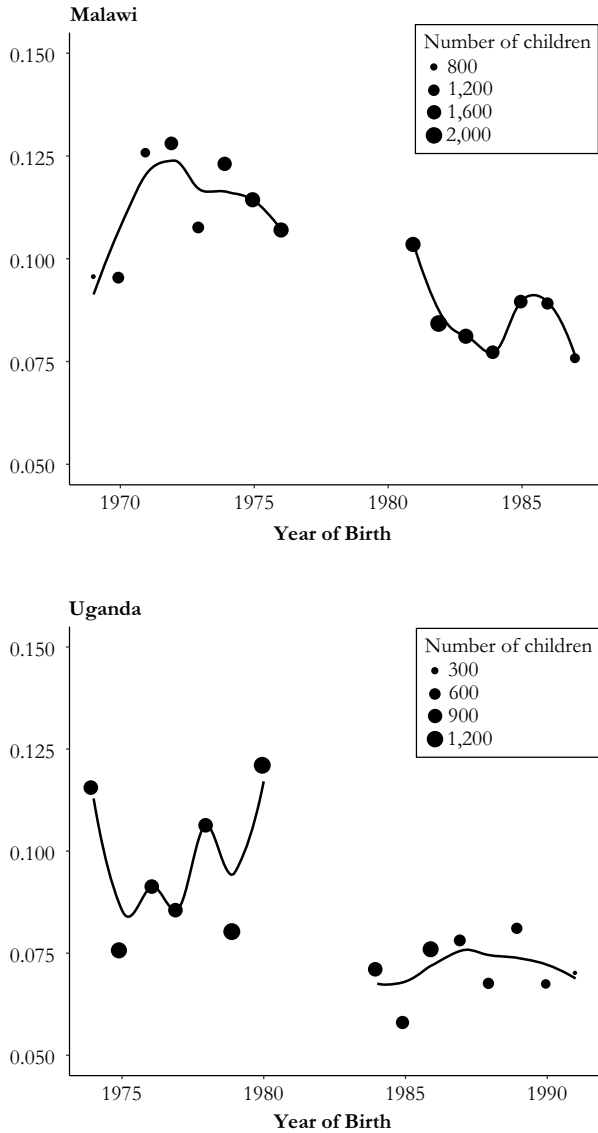 Malawi
Number of children
800
1,200
1,600
2,000
0.150
0.125
0.100
0.075
0.050
1970 1975 1980 1985
Year of Birth
Uganda
Number of children
300
600
900
1,200
0.150
0.125
0.100
0.075
0.050
1975 1980 1985 1990
Year of Birth